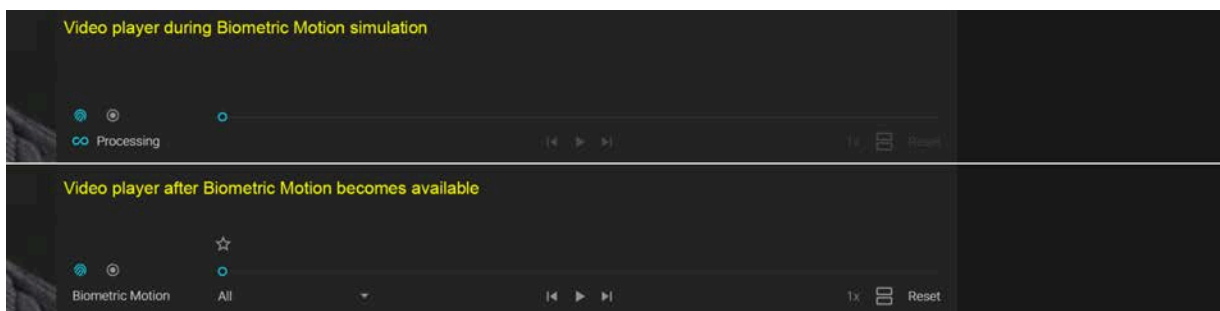 Video player during Biometric Motion simulation
Processing
1x Reset
Video player after Biometric Motion becomes available
Biometric Motion All 1x Reset